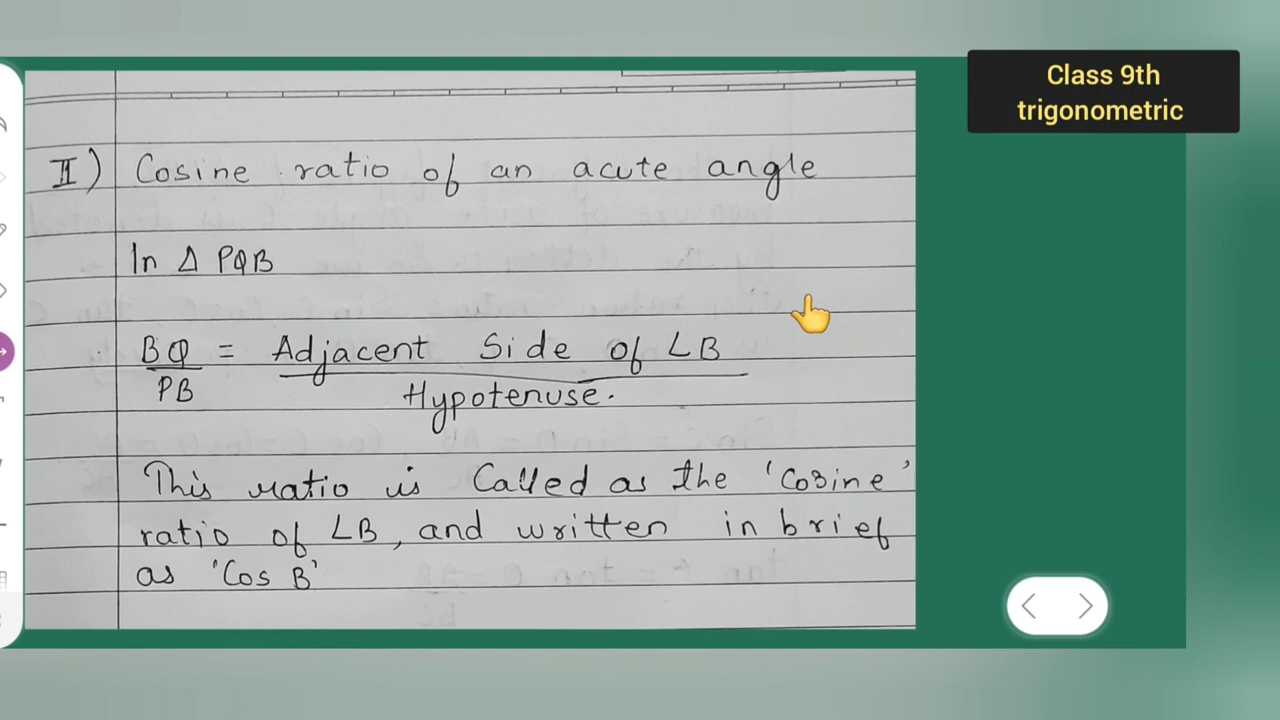 Class 9th
trigonometric
II) Cosine ratio of an acute angle
In Δ PQB
BQ = Adjacent Side of ∠B
PB Hypotenuse.
This ratio is Called as the 'Cosine'
ratio of ∠B, and written in brief
as 'Cos B'